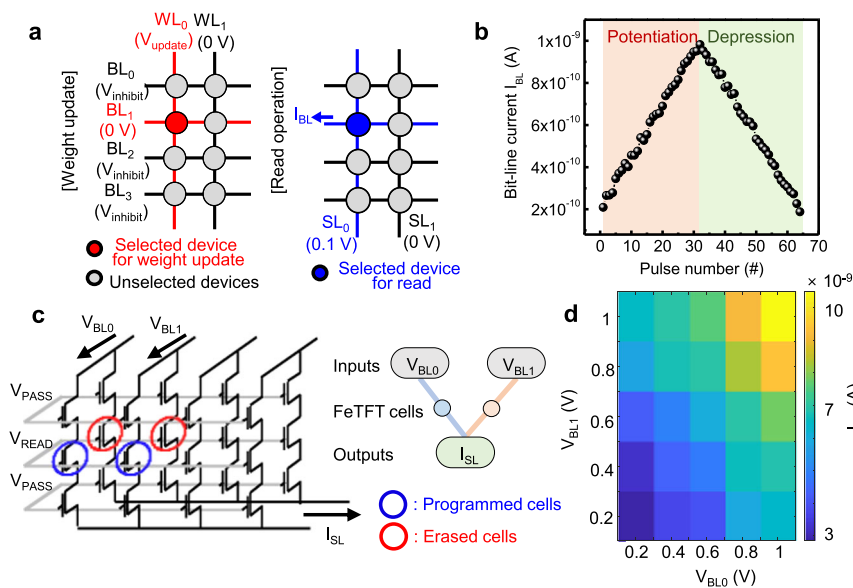 a
WL0 WL1
(Vupdate) (0 V)
[Weight update]
BL0
(Vinhibit)
BL1
(0 V)
BL2
(Vinhibit)
BL3
(Vinhibit)
Selected device
for weight update
Unselected devices
[Read operation]
IBL
SL0
(0.1 V)
SL1
(0 V)
Selected device
for read
b
Bit-line current IBL (A)
1x10-9
8x10-10
6x10-10
4x10-10
2x10-10
Potentiation Depression
0 10 20 30 40 50 60 70
Pulse number (#)
c
VBL0 VBL1
VPASS
VREAD
VPASS
ISL
Inputs VBL0 VBL1
FeTFT cells
Outputs ISL
: Programmed cells
: Erased cells
d
VBL1 (V)
1
0.8
0.6
0.4
0.2
0.2 0.4 0.6 0.8 1
VBL0 (V)
× 10-9
10
7
3